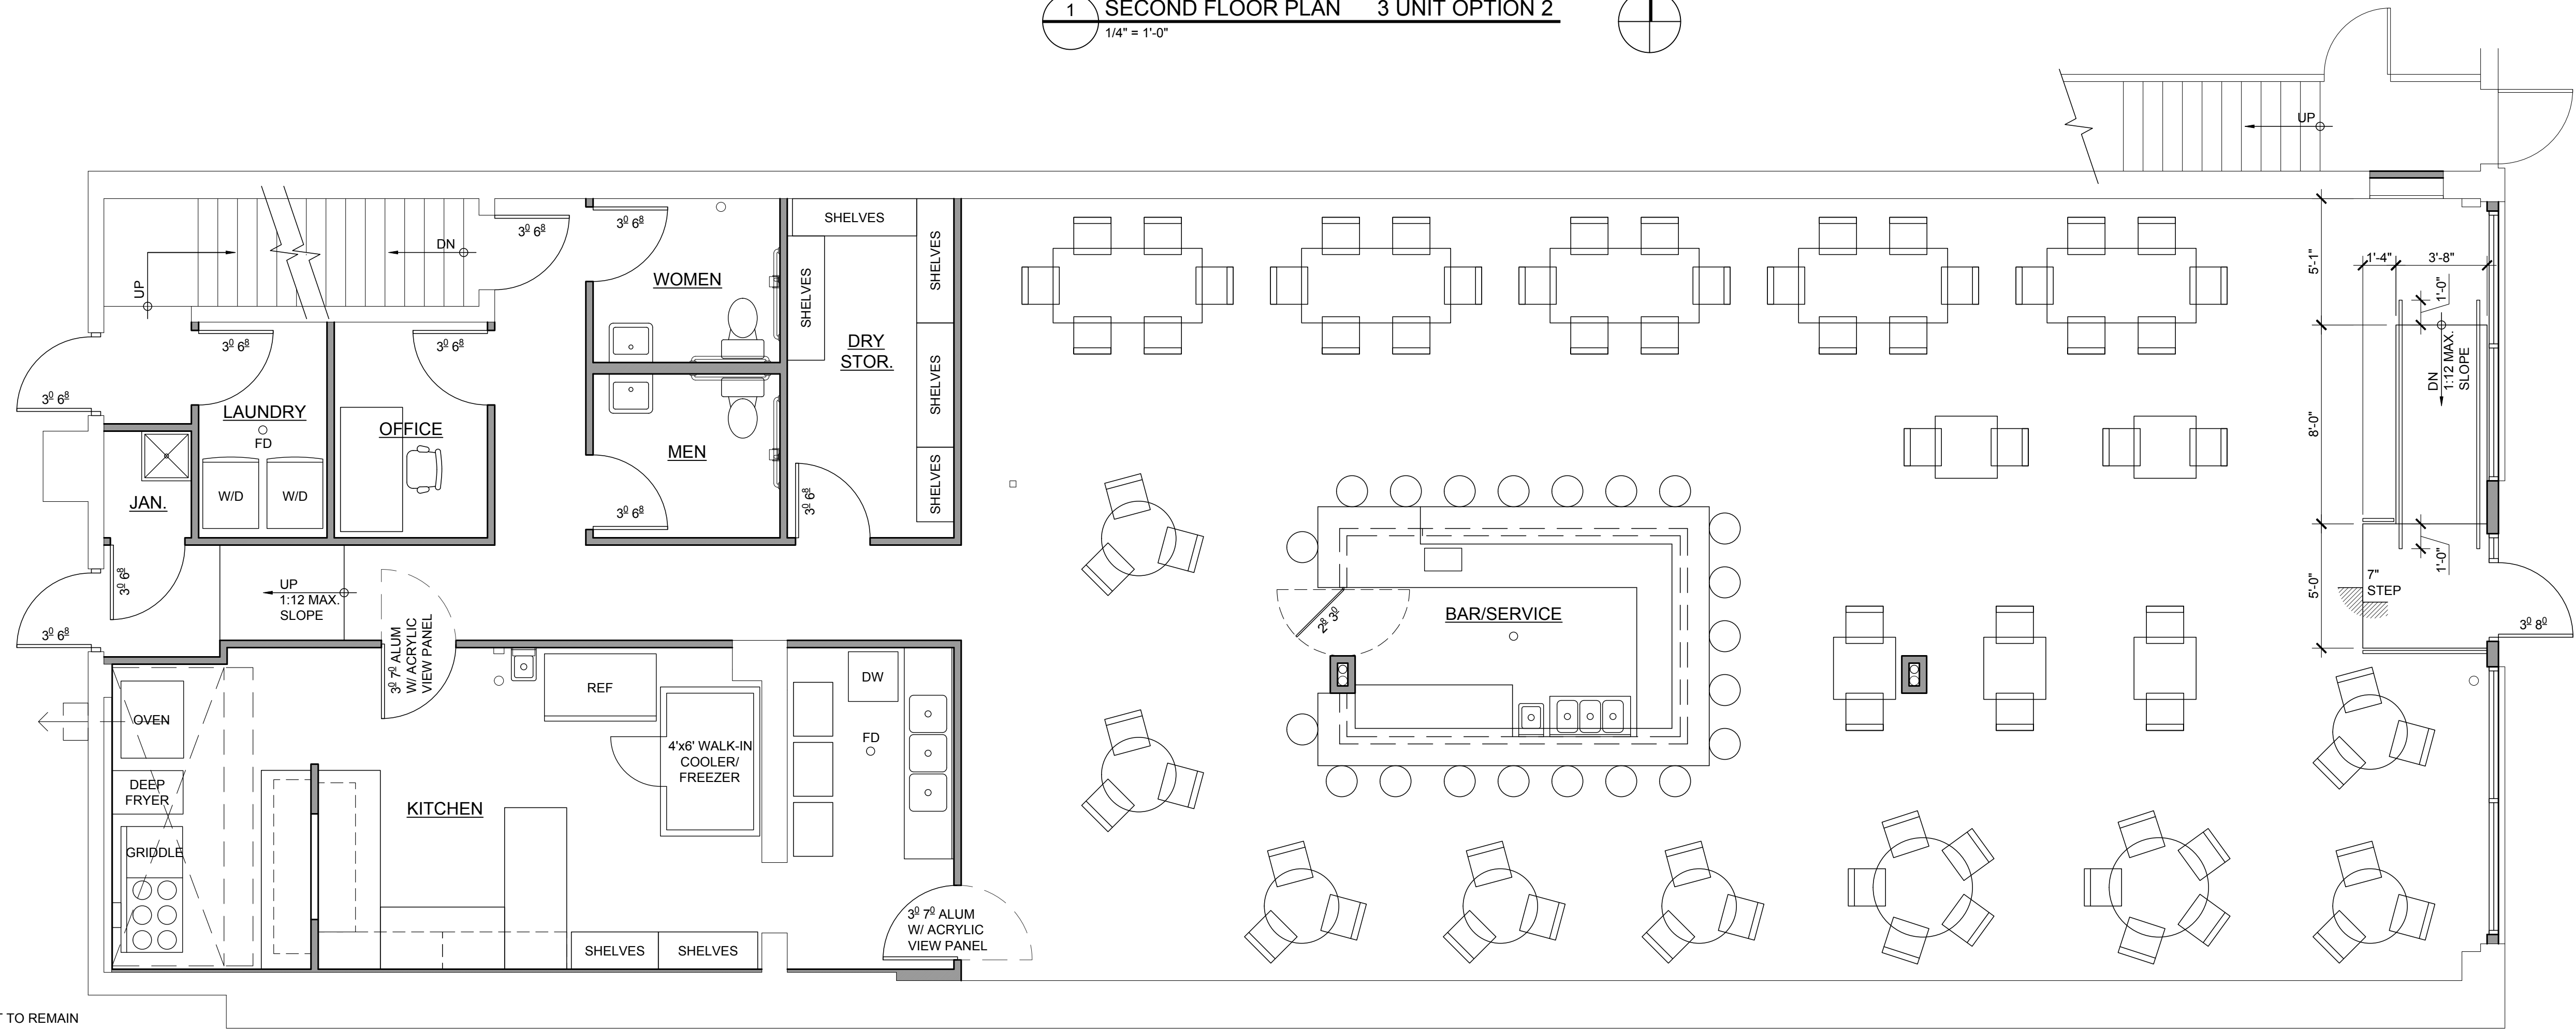 1
SECOND FLOOR PLAN 3 UNIT OPTION 2
1/4" = 1'-0"
UP
DN
UP
3⁰ 6⁸
3⁰ 6⁸
3⁰ 6⁸
3⁰ 6⁸
3⁰ 6⁸
3⁰ 6⁸
WOMEN
SHELVES
SHELVES
SHELVES
DRY
STOR.
SHELVES
SHELVES
LAUNDRY
FD
W/D
W/D
OFFICE
MEN
3⁰ 6⁸
3⁰ 6⁸
JAN.
3⁰ 6⁸
3⁰ 6⁸
UP
1:12 MAX.
SLOPE
3⁰ 7⁰ ALUM
W/ ACRYLIC
VIEW PANEL
OVEN
DEEP
FRYER
GRIDDLE
KITCHEN
REF
4'x6' WALK-IN
COOLER/
FREEZER
DW
FD
SHELVES
SHELVES
3⁰ 7⁰ ALUM
W/ ACRYLIC
VIEW PANEL
BAR/SERVICE
2⁸ 3⁰
5'-1"
1'-4"
3'-8"
1'-0"
DN
1:12 MAX.
SLOPE
8'-0"
1'-0"
5'-0"
7"
STEP
3⁰ 8⁰
TO REMAIN